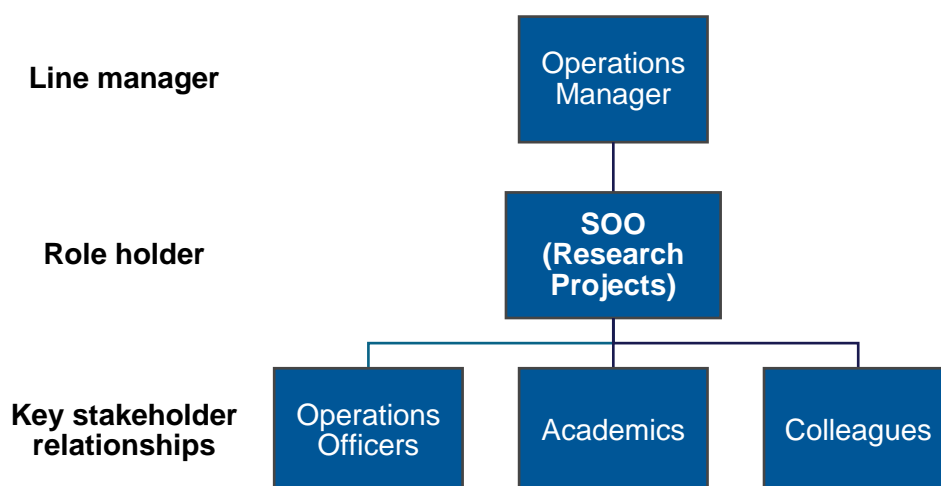 Line manager
Operations
Manager
Role holder
SOO
(Research
Projects)
Key stakeholder
relationships
Operations
Officers
Academics
Colleagues